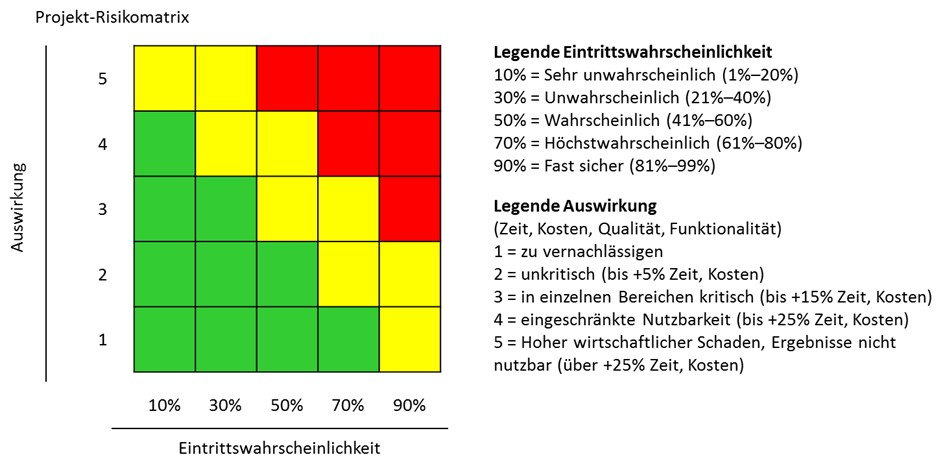 Projekt-Risikomatrix
Auswirkung
5
4
3
2
1
10% 30% 50% 70% 90%
Eintrittswahrscheinlichkeit
Legende Eintrittswahrscheinlichkeit
10% = Sehr unwahrscheinlich (1%–20%)
30% = Unwahrscheinlich (21%–40%)
50% = Wahrscheinlich (41%–60%)
70% = Höchstwahrscheinlich (61%–80%)
90% = Fast sicher (81%–99%)
Legende Auswirkung
(Zeit, Kosten, Qualität, Funktionalität)
1 = zu vernachlässigen
2 = unkritisch (bis +5% Zeit, Kosten)
3 = in einzelnen Bereichen kritisch (bis +15% Zeit, Kosten)
4 = eingeschränkte Nutzbarkeit (bis +25% Zeit, Kosten)
5 = Hoher wirtschaftlicher Schaden, Ergebnisse nicht
nutzbar (über +25% Zeit, Kosten)